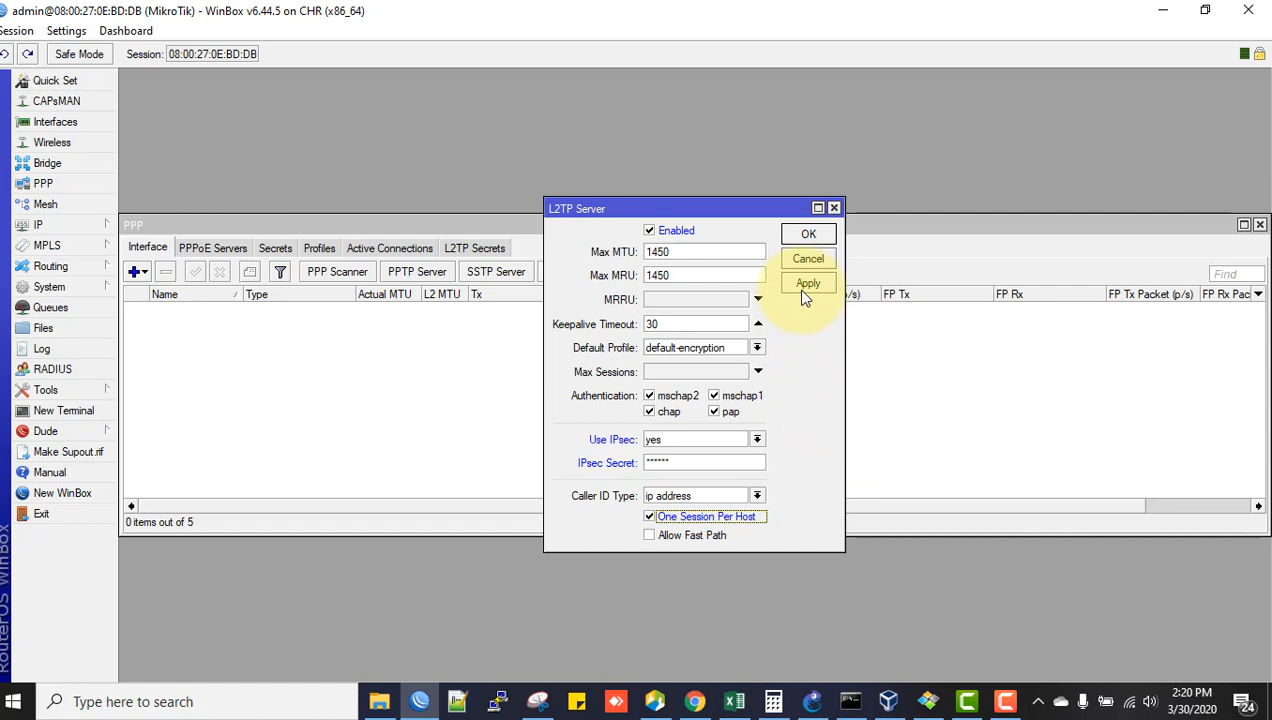 admin@08:00:27:0E:BD:DB (MikroTik) - WinBox v6.44.5 on CHR (x86_64)
Session Settings Dashboard
Safe Mode Session: 08:00:27:0E:BD:DB
Quick Set
CAPsMAN
Interfaces
Wireless
Bridge
PPP
Mesh
IP
MPLS
Routing
System
Queues
Files
Log
RADIUS
Tools
New Terminal
Dude
Make Supout.rif
Manual
New WinBox
Exit
RouterOS WinBox
PPP
Interface PPPoE Servers Secrets Profiles Active Connections L2TP Secrets
PPP Scanner PPTP Server SSTP Server Find
Name Type Actual MTU L2 MTU Tx /s) FP Tx FP Rx FP Tx Packet (p/s) FP Rx Pac
0 items out of 5
L2TP Server
Enabled
Max MTU: 1450
Max MRU: 1450
MRRU:
Keepalive Timeout: 30
Default Profile: default-encryption
Max Sessions:
Authentication: mschap2 mschap1
chap pap
Use IPsec: yes
IPsec Secret: ******
Caller ID Type: ip address
One Session Per Host
Allow Fast Path
OK
Cancel
Apply
Type here to search
2:20 PM
3/30/2020
24